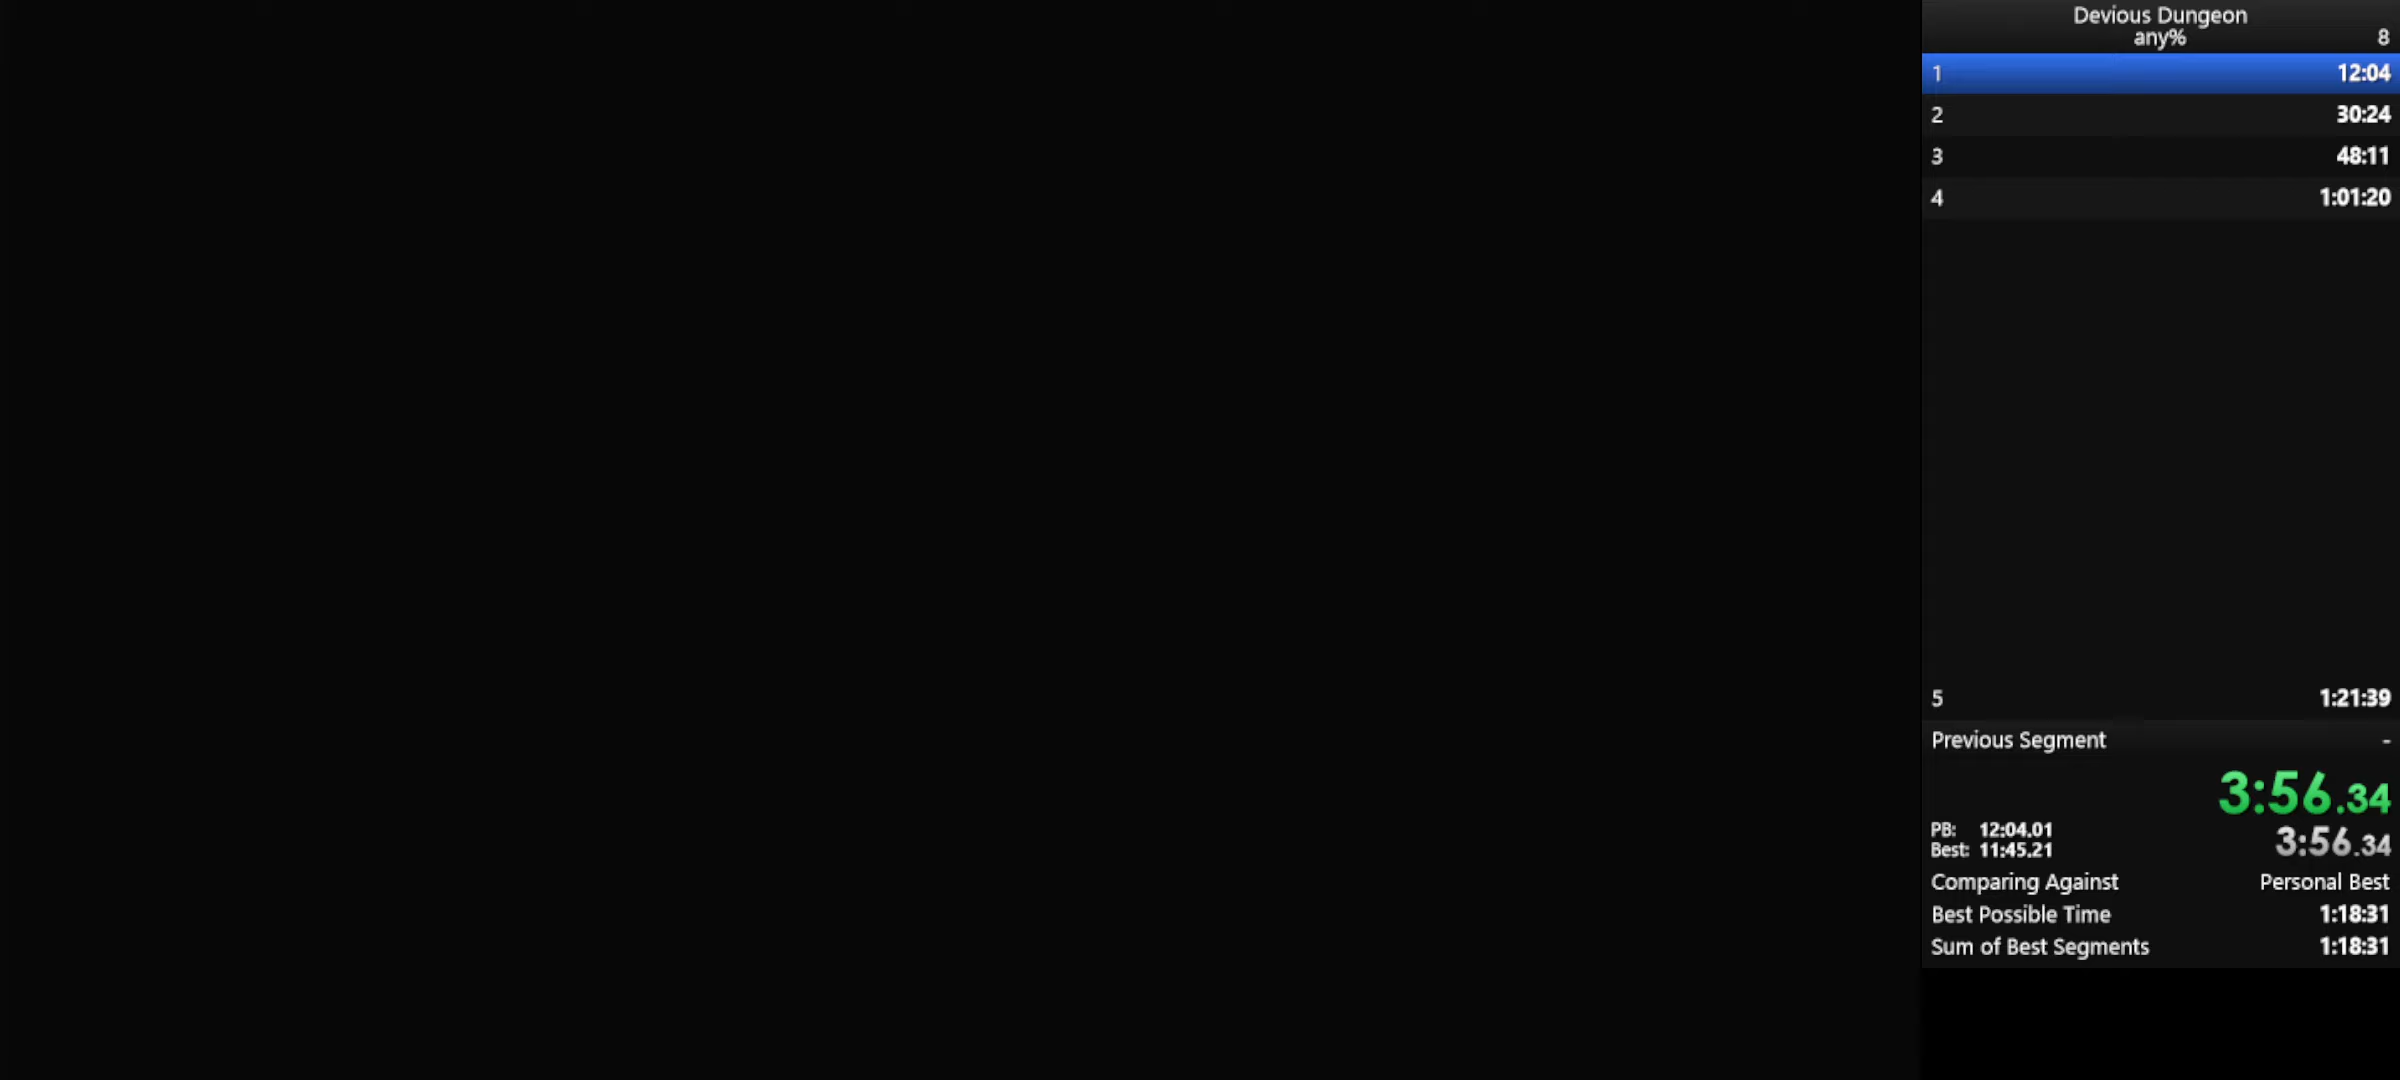 Devious Dungeon
any% 8
1 12:04
2 30:24
3 48:11
4 1:01:20
5 1:21:39
Previous Segment -
3:56.34
PB: 12:04.01
3:56.34
Best: 11:45.21
Comparing Against Personal Best
Best Possible Time 1:18:31
Sum of Best Segments 1:18:31